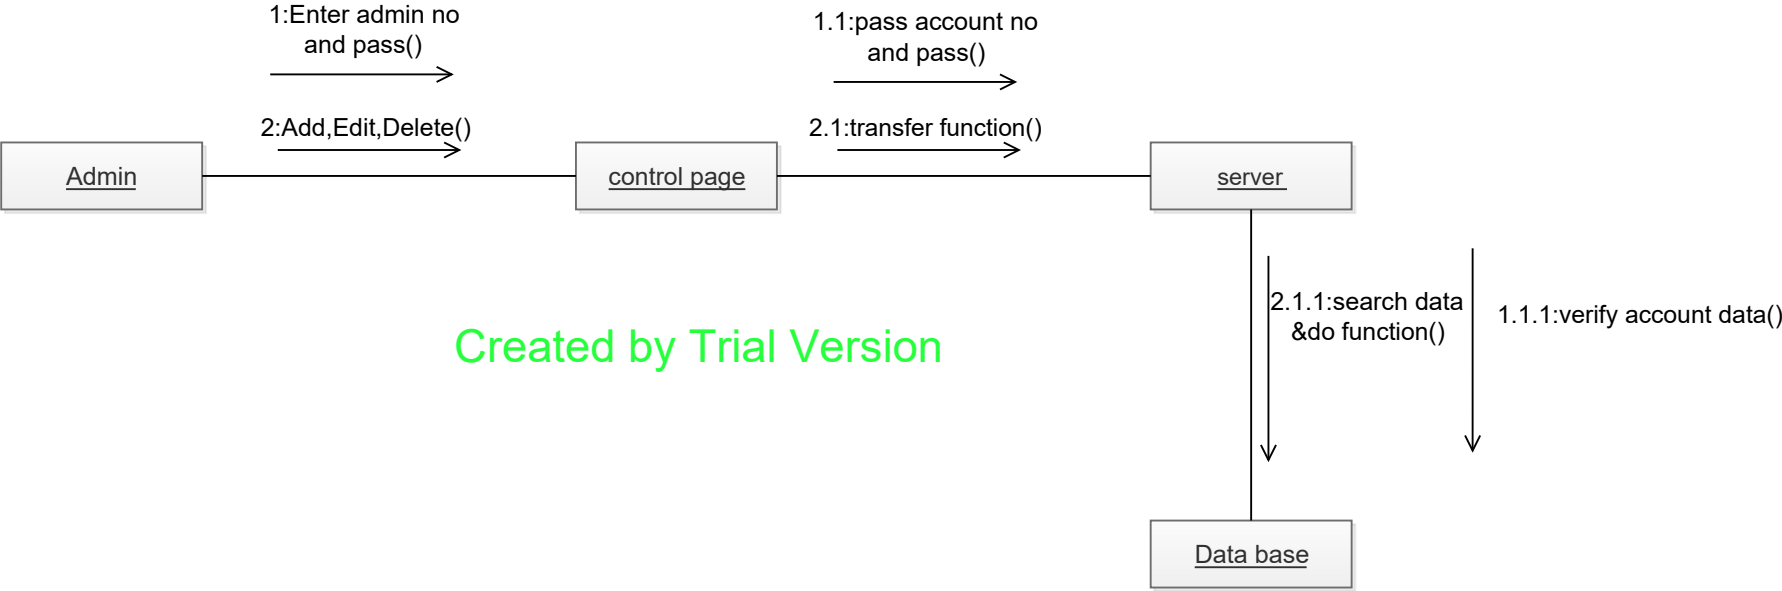 1:Enter admin no
and pass()
1.1:pass account no
and pass()
2:Add,Edit,Delete()
2.1:transfer function()
Admin
control page
server
2.1.1:search data
&do function()
1.1.1:verify account data()
Created by Trial Version
Data base